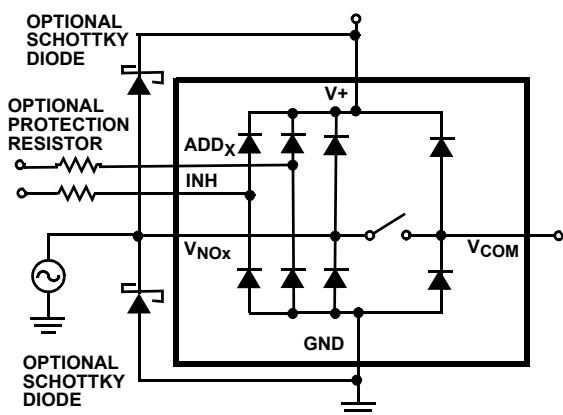 OPTIONAL
SCHOTTKY
DIODE
OPTIONAL
PROTECTION
RESISTOR
V+
ADDX
INH
VNOx
VCOM
GND
OPTIONAL
SCHOTTKY
DIODE